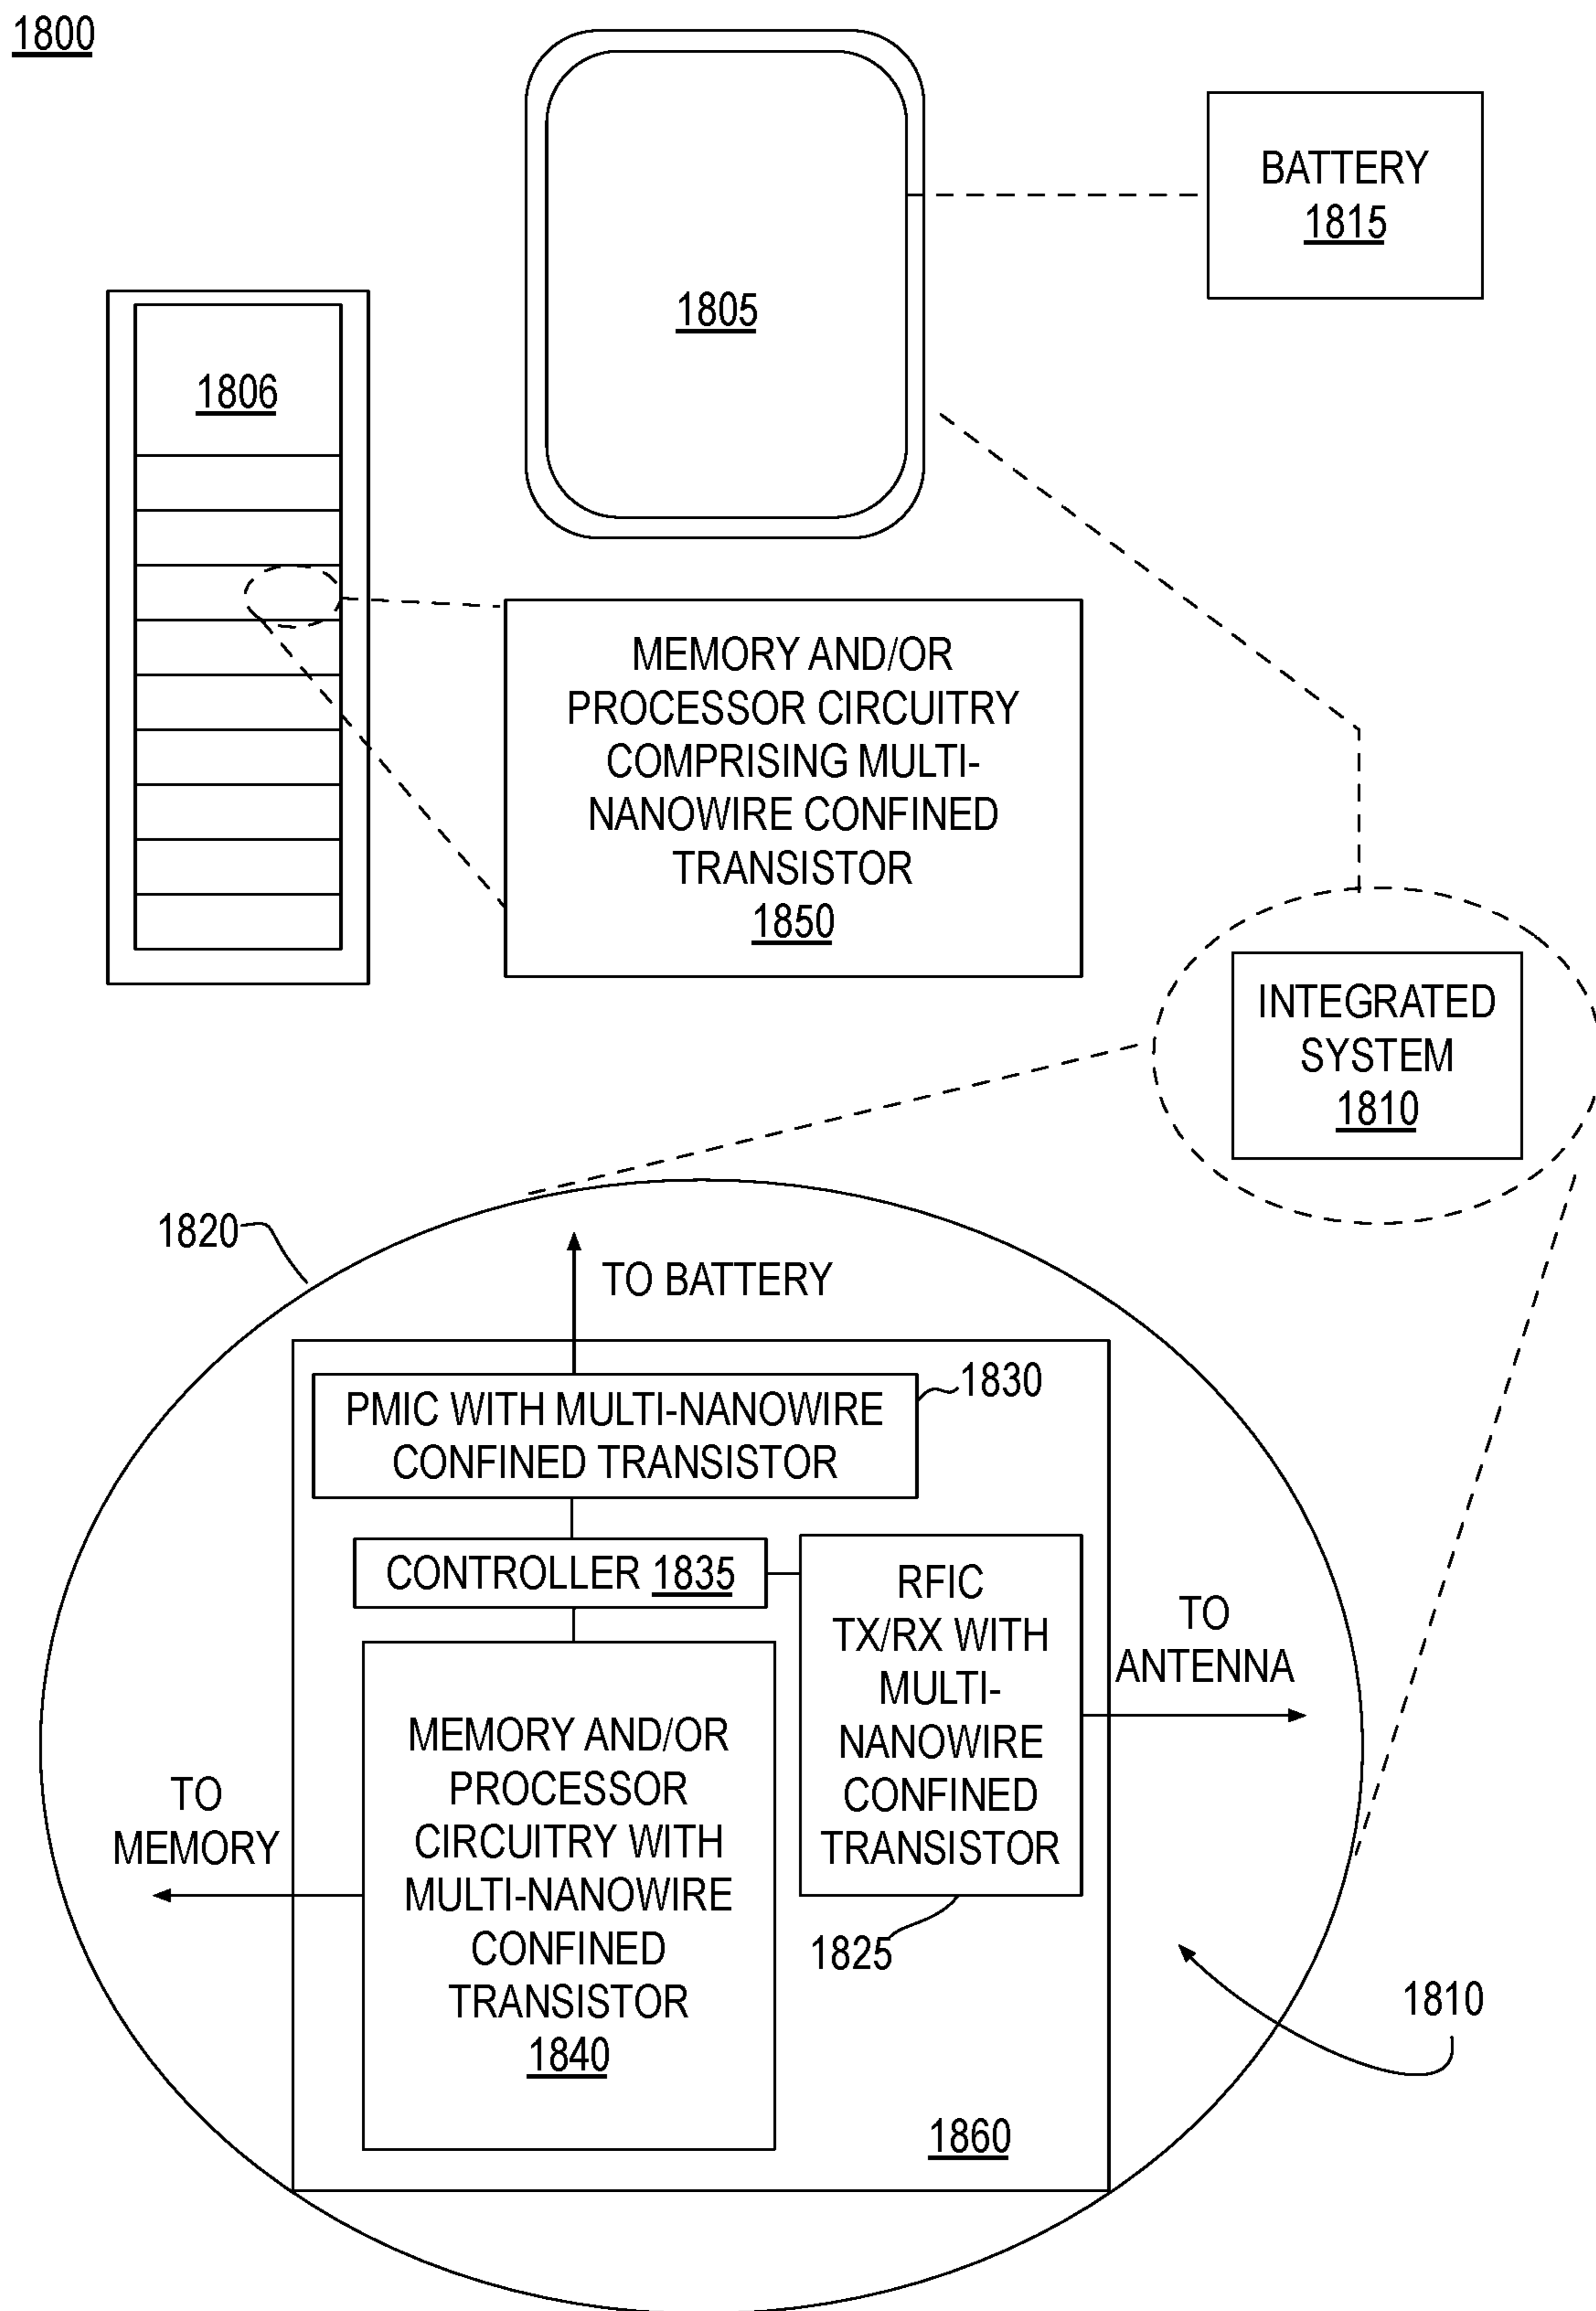 1800
BATTERY
1815
1805
1806
MEMORY AND/OR
PROCESSOR CIRCUITRY
COMPRISING MULTI-
NANOWIRE CONFINED
TRANSISTOR
1850
INTEGRATED
SYSTEM
1810
1820
TO BATTERY
PMIC WITH MULTI-NANOWIRE
CONFINED TRANSISTOR
1830
CONTROLLER 1835
RFIC
TX/RX WITH
MULTI-
NANOWIRE
CONFINED
TRANSISTOR
1825
TO
ANTENNA
MEMORY AND/OR
PROCESSOR
CIRCUITRY WITH
MULTI-NANOWIRE
CONFINED
TRANSISTOR
1840
TO
MEMORY
1810
1860